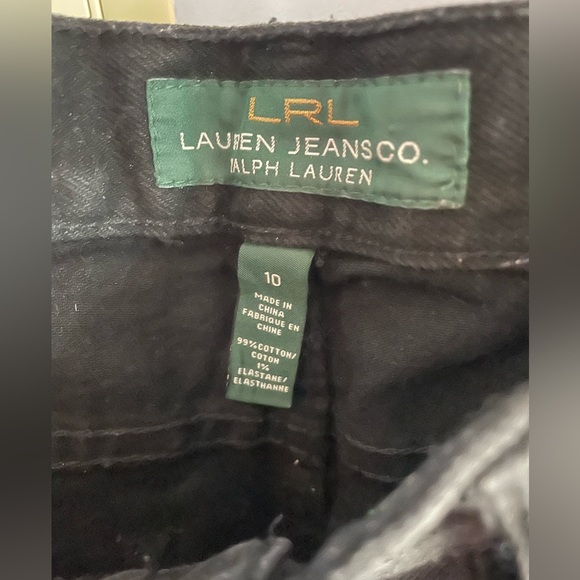 LRL
LAUREN JEANS CO.
RALPH LAUREN
10
MADE IN
CHINA
FABRIQUE EN
CHINE
99% COTTON/
COTON
1%
ELASTANE/
ELASTHANNE